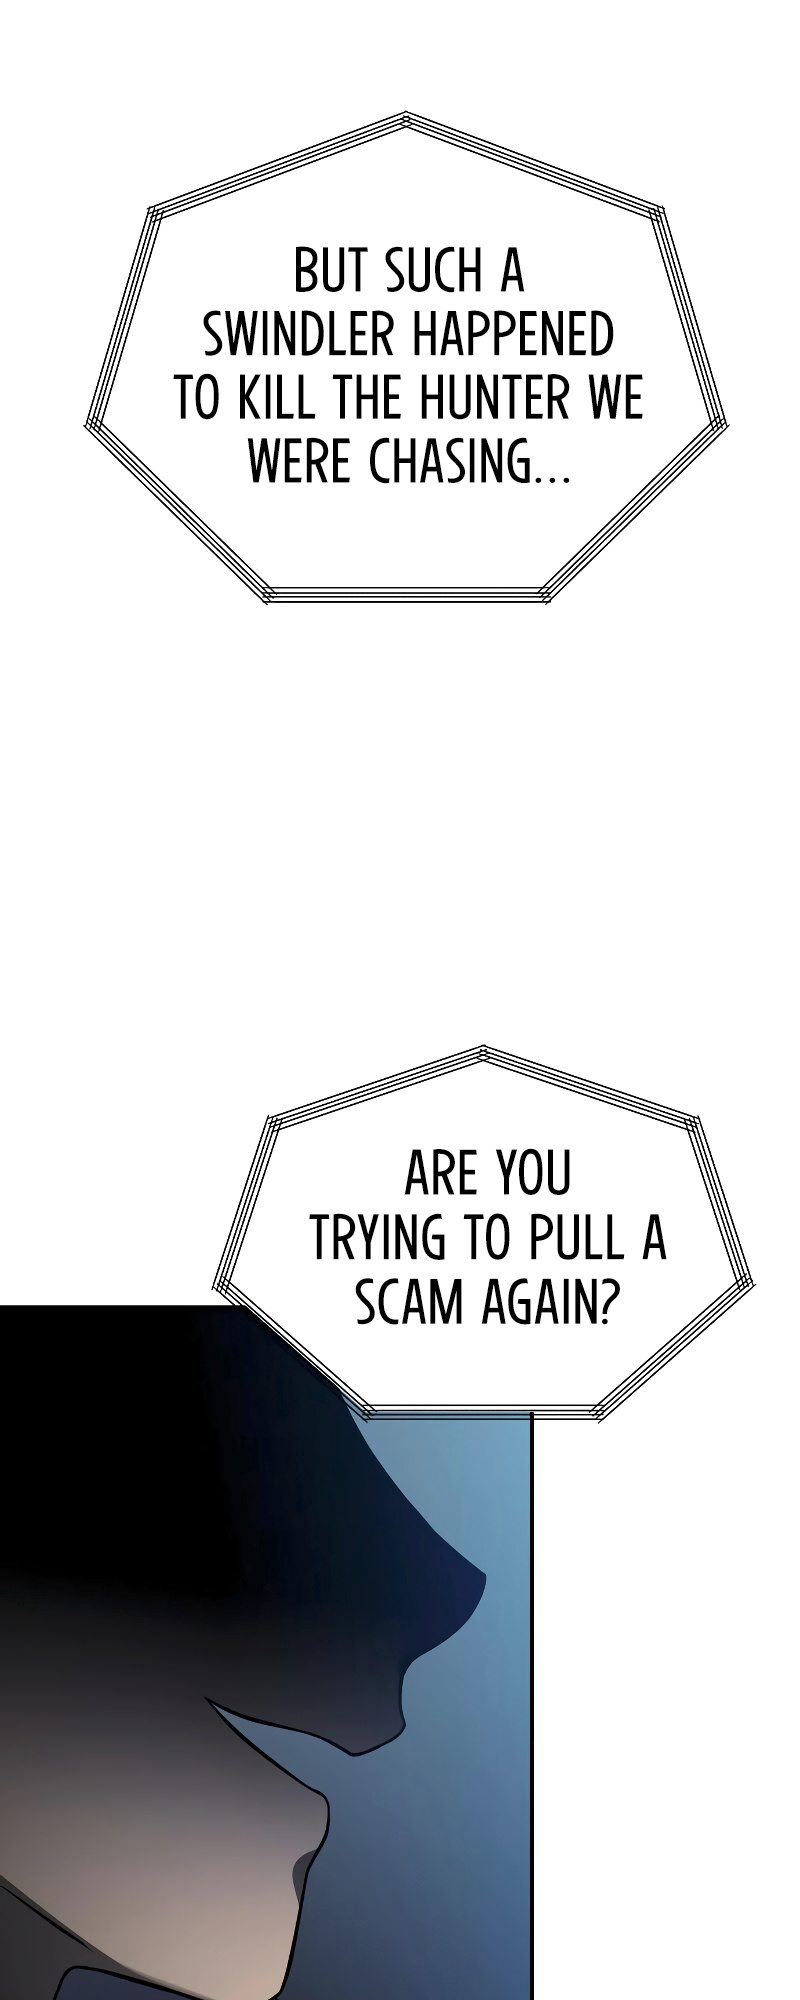 BUT SUCH A
SWINDLER HAPPENED
TO KILL THE HUNTER WE
WERE CHASING...
ARE YOU
TRYING TO PULL A
SCAM AGAIN?